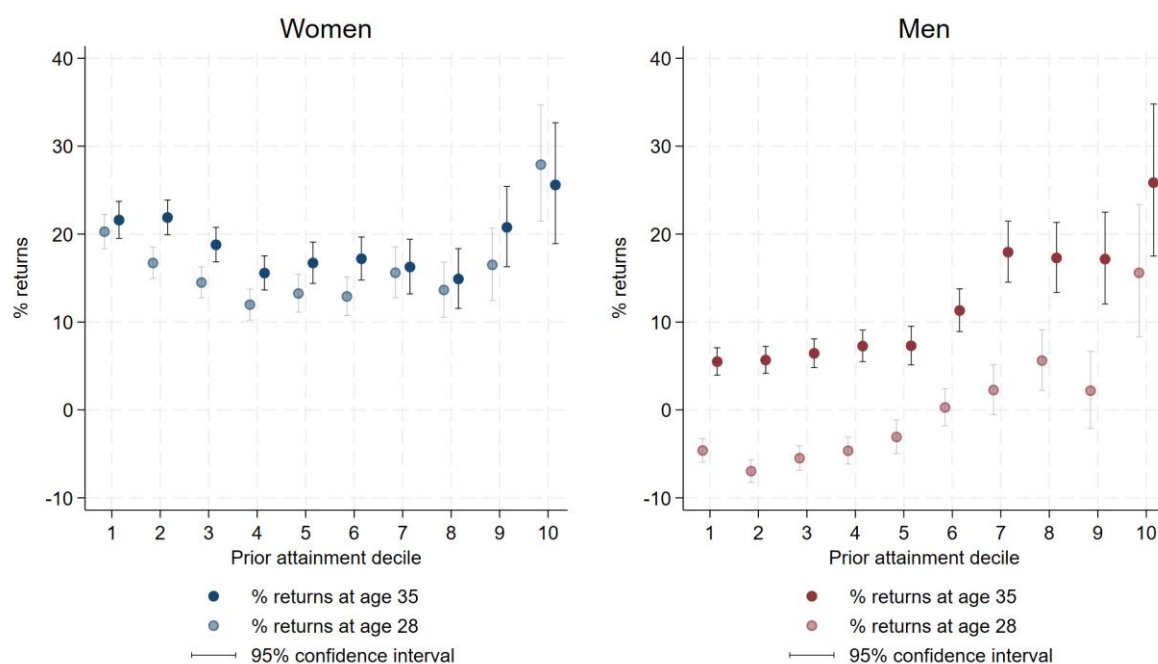 Women
40
30
20
10
0
-10
% returns
1 2 3 4 5 6 7 8 9 10
Prior attainment decile
% returns at age 35
% returns at age 28
95% confidence interval
Men
40
30
20
10
0
-10
% returns
1 2 3 4 5 6 7 8 9 10
Prior attainment decile
% returns at age 35
% returns at age 28
95% confidence interval